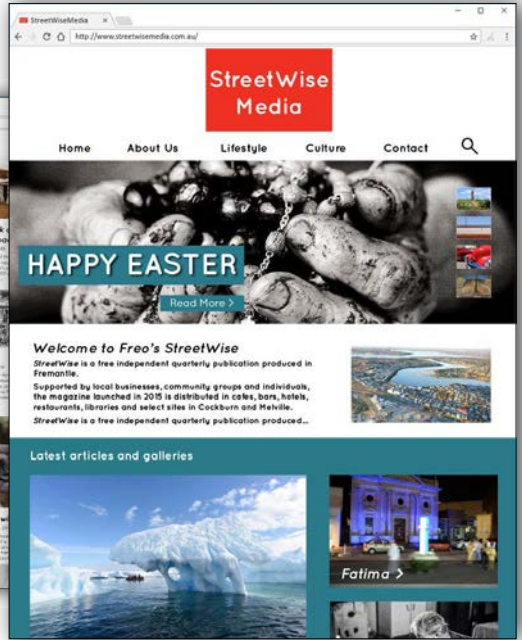 StreetWiseMedia
http://www.streetwisemedia.com.au/
StreetWise
Media
Home About Us Lifestyle Culture Contact
HAPPY EASTER
Read More >
Welcome to Freo's StreetWise
StreetWise is a free independent quarterly publication produced in
Fremantle.
Supported by local businesses, community groups and individuals,
the magazine launched in 2015 is distributed in cafes, bars, hotels,
restaurants, libraries and select sites in Cockburn and Melville.
StreetWise is a free independent quarterly publication produced...
Latest articles and galleries
Fatima >